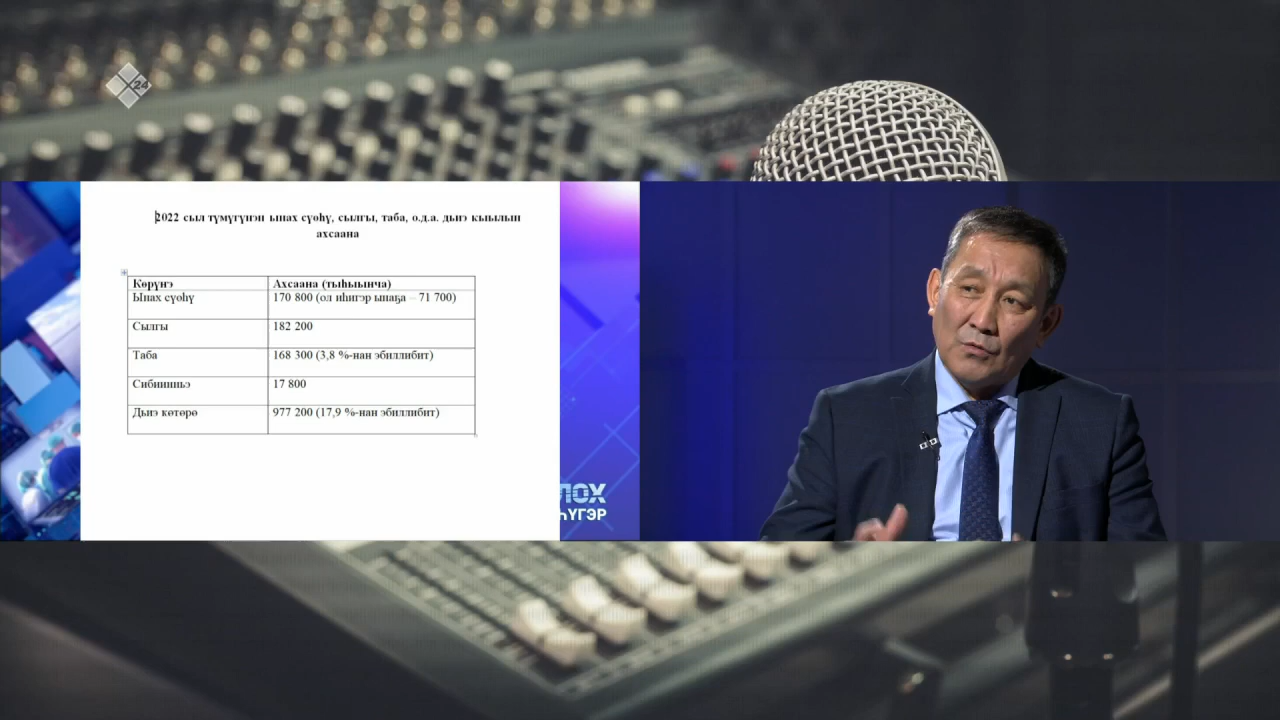 24
2022 сыл түмүгүнэн ынах сүөһү, сылгы, таба, о.д.а. дьиэ кыылын
ахсаана
Көрүҥэ Ахсаана (тыһыынча)
Ынах сүөһү 170 800 (ол иһигэр ынаҕа – 71 700)
Сылгы 182 200
Таба 168 300 (3,8 %-нан эбиллибит)
Сибиинньэ 17 800
Дьиэ көтөрө 977 200 (17,9 %-нан эбиллибит)
ЛОХ
ҺҮГЭР